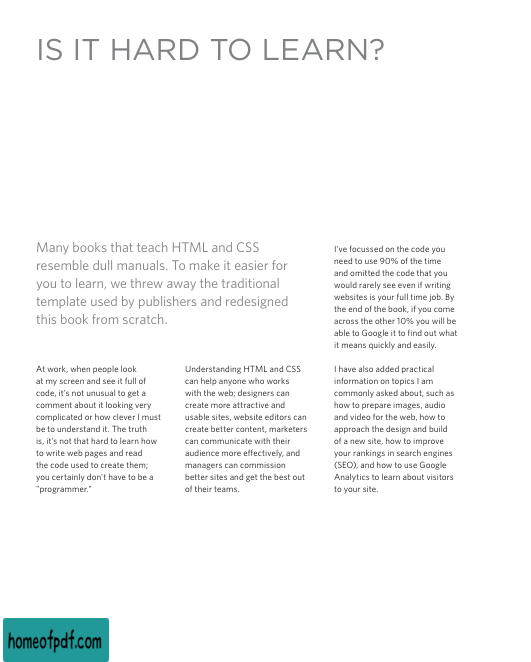 IS IT HARD TO LEARN?
Many books that teach HTML and CSS
resemble dull manuals. To make it easier for
you to learn, we threw away the traditional
template used by publishers and redesigned
this book from scratch.
At work, when people look
at my screen and see it full of
code, it's not unusual to get a
comment about it looking very
complicated or how clever I must
be to understand it. The truth
is, it's not that hard to learn how
to write web pages and read
the code used to create them;
you certainly don't have to be a
"programmer."
Understanding HTML and CSS
can help anyone who works
with the web; designers can
create more attractive and
usable sites, website editors can
create better content, marketers
can communicate with their
audience more effectively, and
managers can commission
better sites and get the best out
of their teams.
I've focussed on the code you
need to use 90% of the time
and omitted the code that you
would rarely see even if writing
websites is your full time job. By
the end of the book, if you come
across the other 10% you will be
able to Google it to find out what
it means quickly and easily.
I have also added practical
information on topics I am
commonly asked about, such as
how to prepare images, audio
and video for the web, how to
approach the design and build
of a new site, how to improve
your rankings in search engines
(SEO), and how to use Google
Analytics to learn about visitors
to your site.
homeofpdf.com